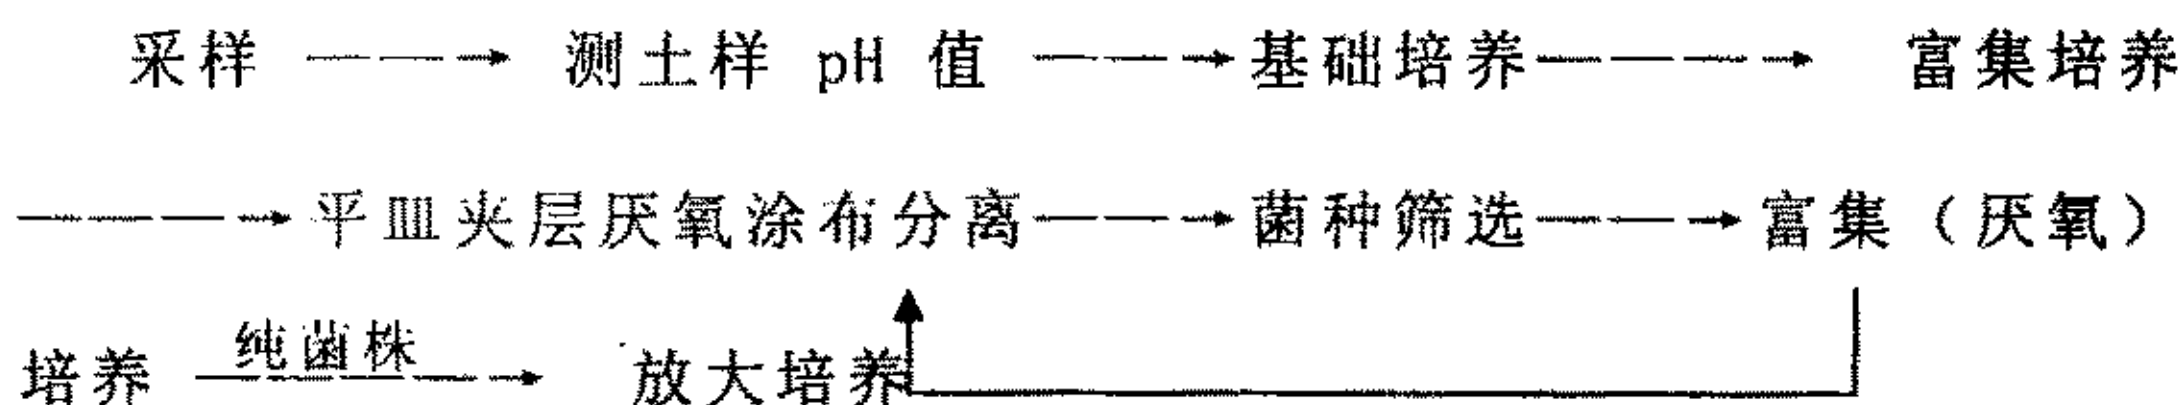 采样 ———→ 测土样 pH 值 ———→ 基础培养 ———→ 富集培养
———→ 平皿夹层厌氧涂布分离 ———→ 菌种筛选 ———→ 富集（厌氧）
纯菌株
培养 ———→ 放大培养